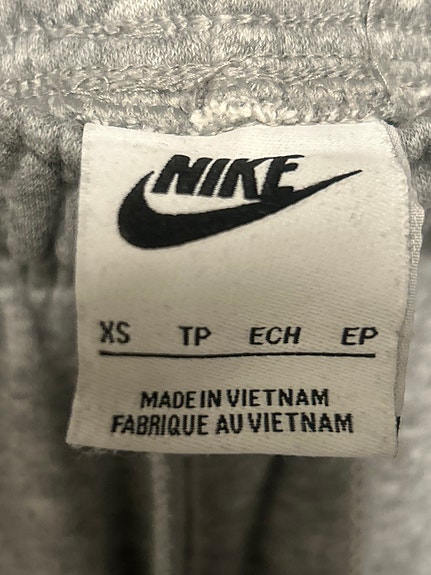 NIKE
XS TP ECH EP
MADE IN VIETNAM
FABRIQUE AU VIETNAM